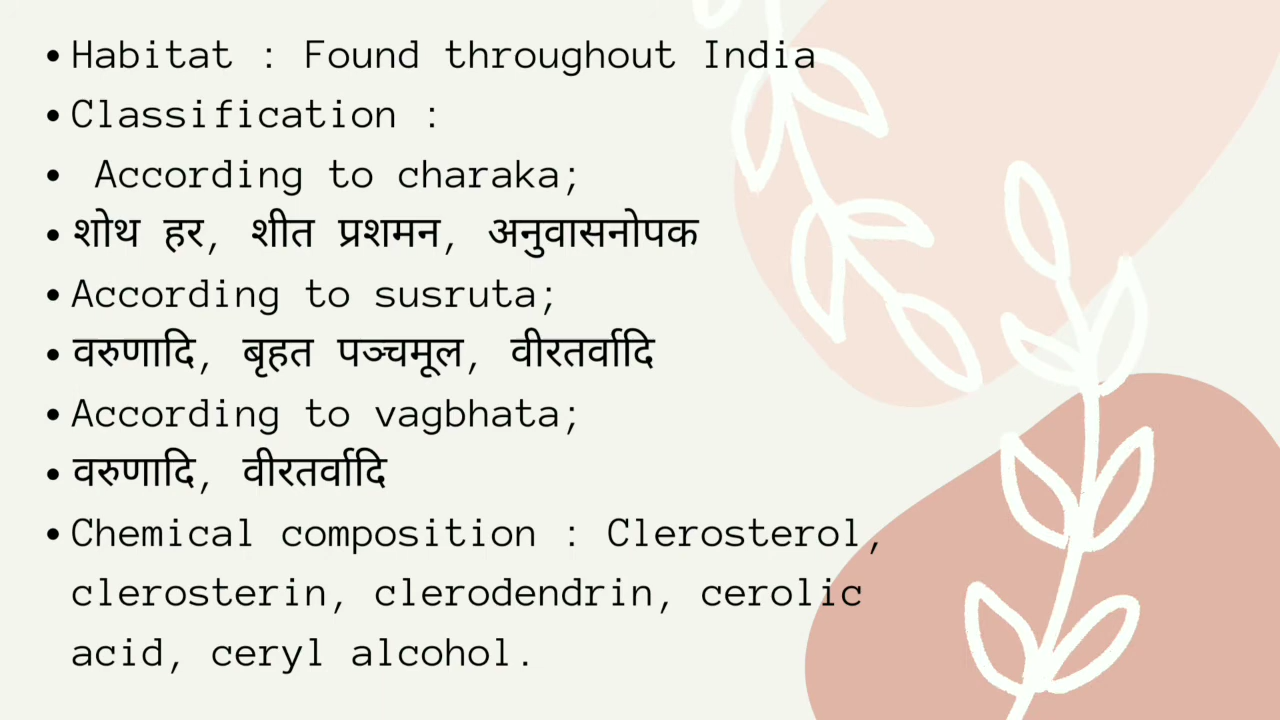 • Habitat : Found throughout India
• Classification :
• According to charaka;
• शोथ हर, शीत प्रशमन, अनुवासनोपक
• According to susruta;
• वरुणादि, बृहत पञ्चमूल, वीरतर्वादि
• According to vagbhata;
• वरुणादि, वीरतर्वादि
• Chemical composition : Clerosterol,
clerosterin, clerodendrin, cerolic
acid, ceryl alcohol.